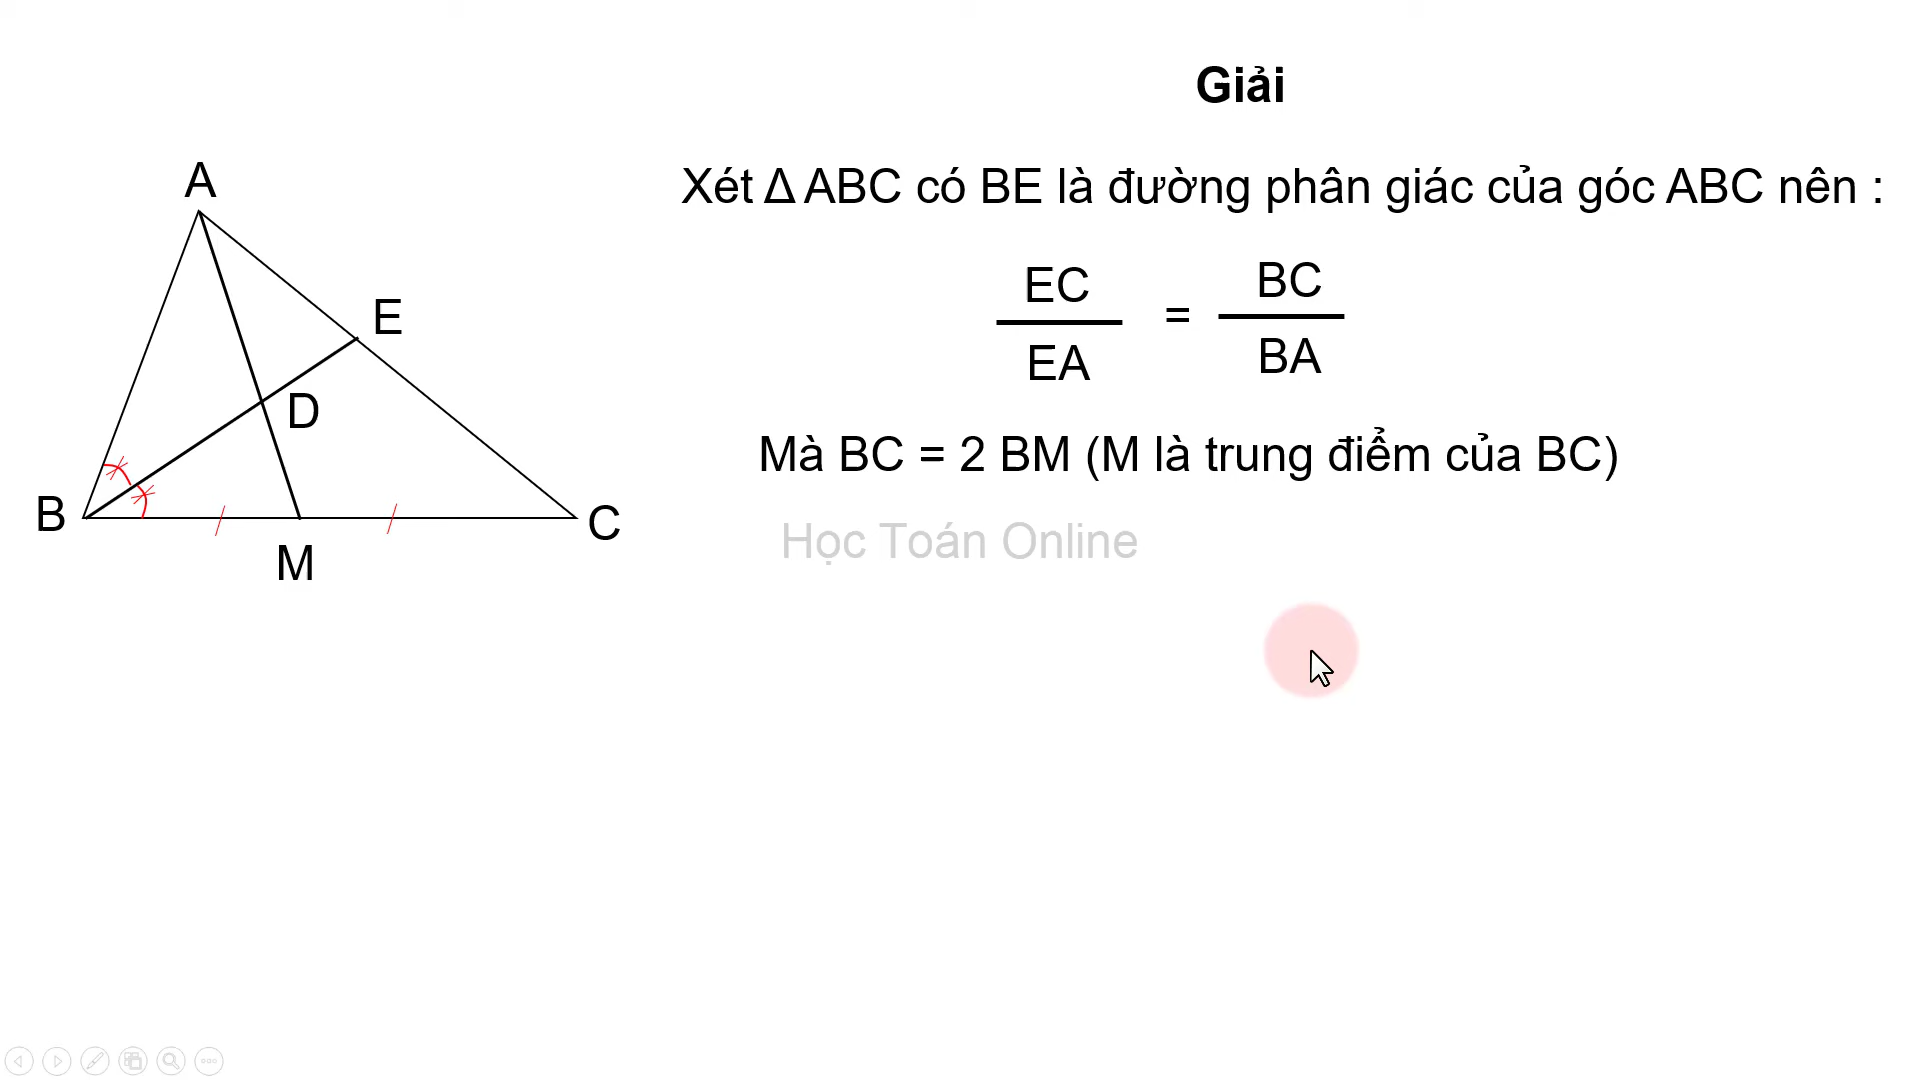 Giải
Xét Δ ABC có BE là đường phân giác của góc ABC nên :
EC
EA
=
BC
BA
Mà BC = 2 BM (M là trung điểm của BC)
Học Toán Online
A
E
D
B
M
C